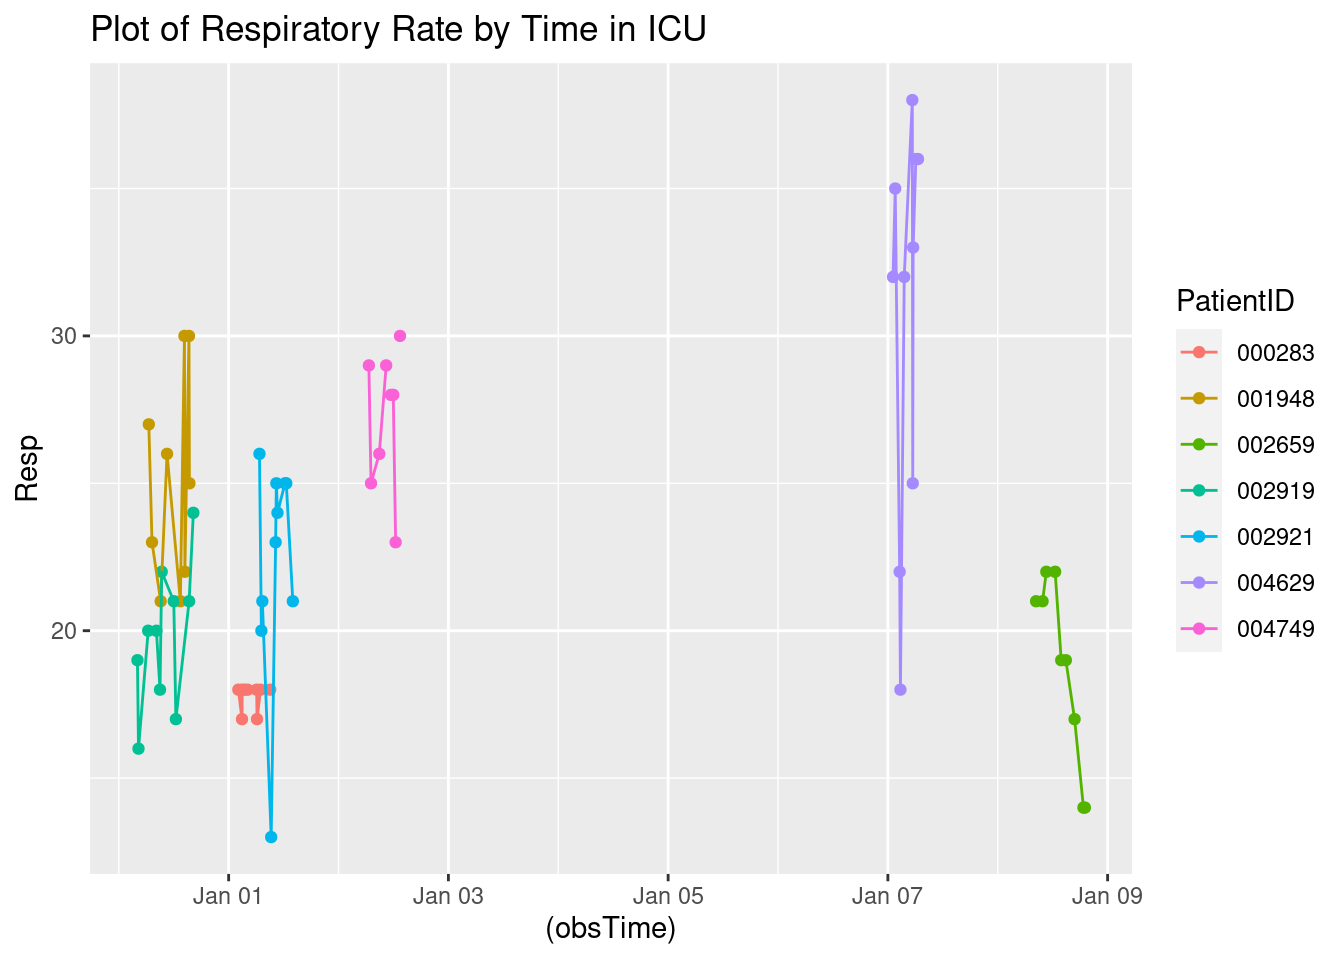 Plot of Respiratory Rate by Time in ICU
Resp
30
20
Jan 01 Jan 03 Jan 05 Jan 07 Jan 09
(obsTime)
PatientID
000283
001948
002659
002919
002921
004629
004749